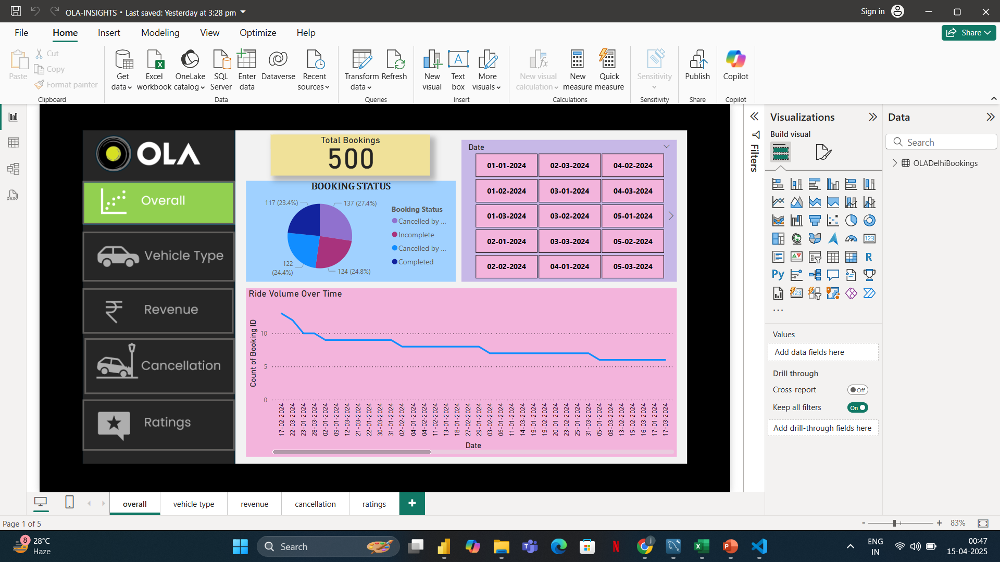 OLA-INSIGHTS • Last saved: Yesterday at 3:28 pm
Sign in
File
Home
Insert
Modeling
View
Optimize
Help
Share
Paste
Cut
Copy
Format painter
Clipboard
Get data
Excel workbook
OneLake catalog
SQL Server
Enter data
Dataverse
Recent sources
Data
Transform data
Refresh
Queries
New visual
Text box
More visuals
Insert
New visual calculation
New measure
Quick measure
Calculations
Sensitivity
Sensitivity
Publish
Share
Copilot
Copilot
OLA
Overall
Vehicle Type
Revenue
Cancellation
Ratings
Total Bookings
500
BOOKING STATUS
117 (23.4%)
137 (27.4%)
122
(24.4%)
124 (24.8%)
Booking Status
Cancelled by ...
Incomplete
Cancelled by ...
Completed
Date
01-01-2024 02-03-2024 04-02-2024
01-02-2024 03-01-2024 04-03-2024
01-03-2024 03-02-2024 05-01-2024
02-01-2024 03-03-2024 05-02-2024
02-02-2024 04-01-2024 05-03-2024
Ride Volume Over Time
Count of Booking ID
10
5
0
17-02-2024
22-03-2024
23-01-2024
28-03-2024
02-01-2024
09-01-2024
12-03-2024
21-03-2024
22-01-2024
30-03-2024
31-01-2024
02-02-2024
04-01-2024
04-02-2024
11-02-2024
13-01-2024
18-01-2024
27-02-2024
29-01-2024
03-02-2024
06-01-2024
11-01-2024
14-03-2024
19-01-2024
19-02-2024
20-01-2024
23-02-2024
25-01-2024
31-03-2024
05-01-2024
08-03-2024
13-02-2024
15-02-2024
16-03-2024
17-01-2024
17-03-2024
Date
Filters
Visualizations
Build visual
123
R
Py
123
...
Values
Add data fields here
Drill through
Cross-report
Off
Keep all filters
On
Add drill-through fields here
Data
Search
OLADelhiBookings
DAX
overall
vehicle type
revenue
cancellation
ratings
+
Page 1 of 5
- + 83%
8
28°C
Haze
Search
ENG
IN
00:47
15-04-2025